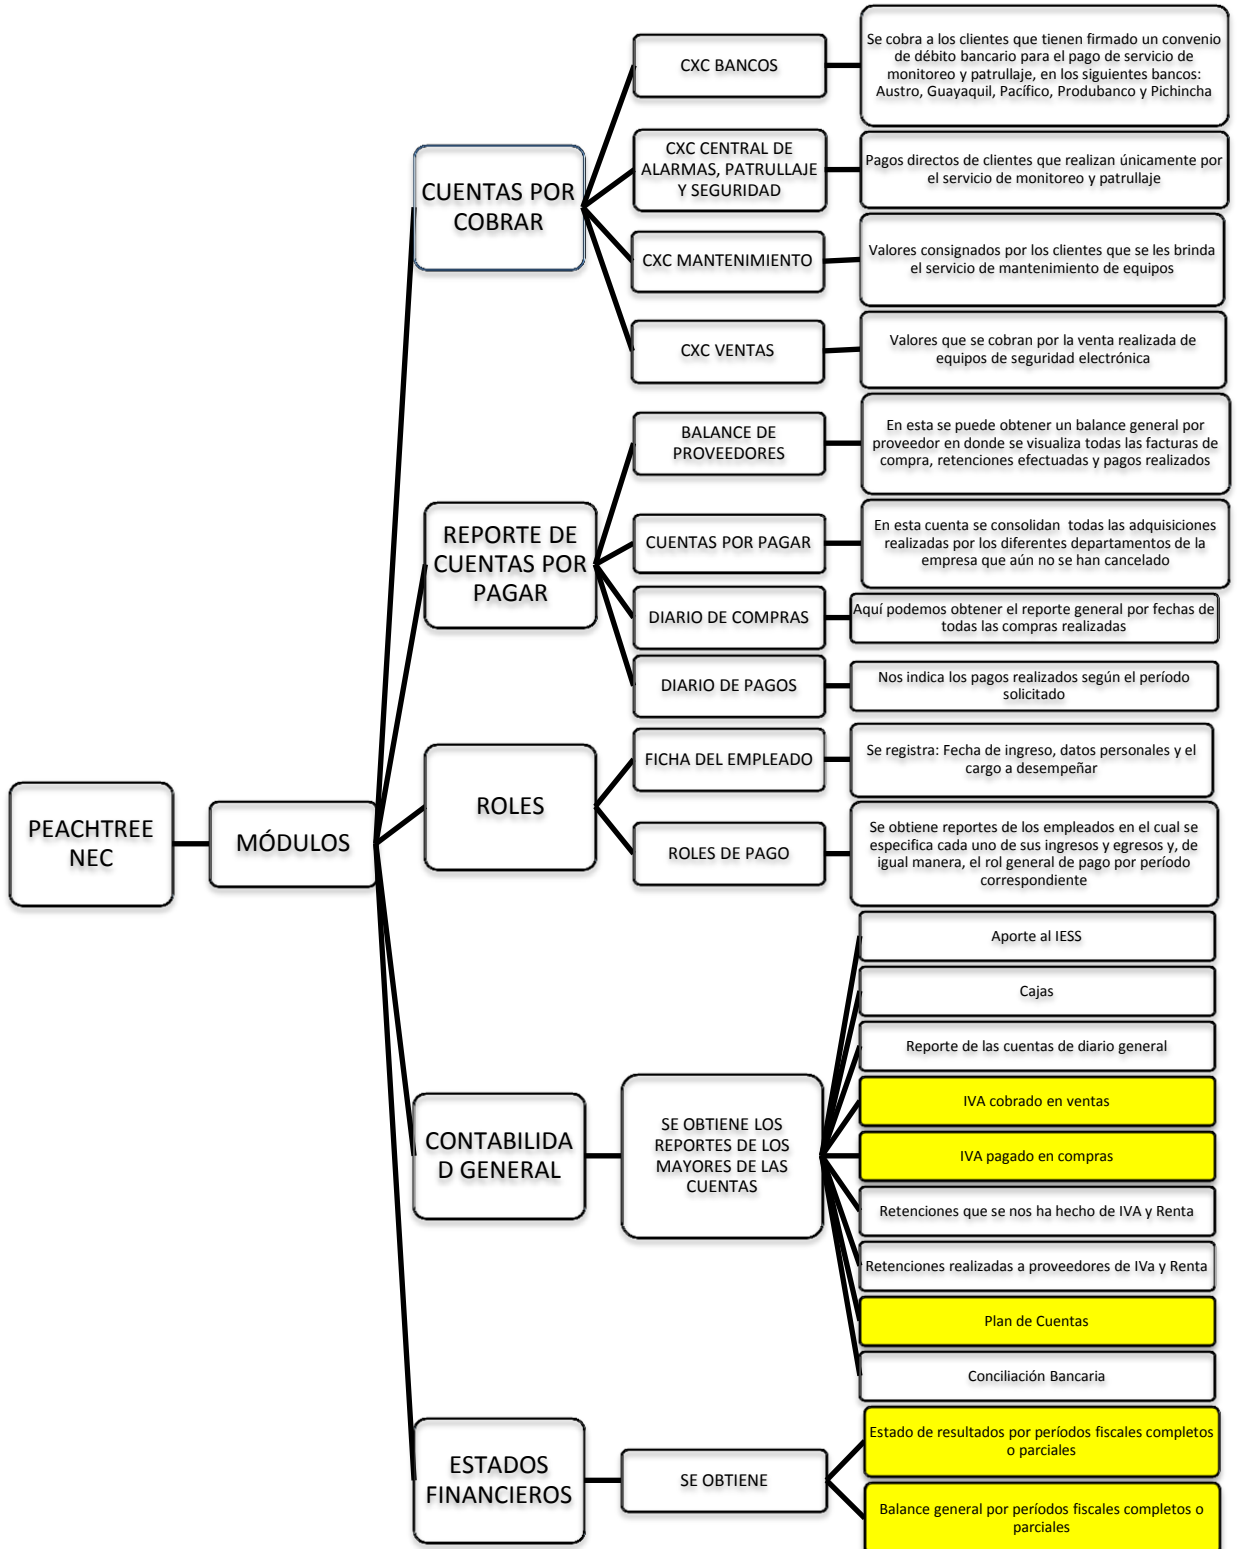 PEACHTREE
NEC
MÓDULOS
CUENTAS POR
COBRAR
CXC BANCOS
Se cobra a los clientes que tienen firmado un convenio
de débito bancario para el pago de servicio de
monitoreo y patrullaje, en los siguientes bancos:
Austro, Guayaquil, Pacífico, Produbanco y Pichincha
CXC CENTRAL DE
ALARMAS, PATRULLAJE
Y SEGURIDAD
Pagos directos de clientes que realizan únicamente por
el servicio de monitoreo y patrullaje
CXC MANTENIMIENTO
Valores consignados por los clientes que se les brinda
el servicio de mantenimiento de equipos
CXC VENTAS
Valores que se cobran por la venta realizada de
equipos de seguridad electrónica
REPORTE DE
CUENTAS POR
PAGAR
BALANCE DE
PROVEEDORES
En esta se puede obtener un balance general por
proveedor en donde se visualiza todas las facturas de
compra, retenciones efectuadas y pagos realizados
CUENTAS POR PAGAR
En esta cuenta se consolidan todas las adquisiciones
realizadas por los diferentes departamentos de la
empresa que aún no se han cancelado
DIARIO DE COMPRAS
Aquí podemos obtener el reporte general por fechas de
todas las compras realizadas
DIARIO DE PAGOS
Nos indica los pagos realizados según el período
solicitado
ROLES
FICHA DEL EMPLEADO
Se registra: Fecha de ingreso, datos personales y el
cargo a desempeñar
ROLES DE PAGO
Se obtiene reportes de los empleados en el cual se
especifica cada uno de sus ingresos y egresos y, de
igual manera, el rol general de pago por período
correspondiente
CONTABILIDA
D GENERAL
SE OBTIENE LOS
REPORTES DE LOS
MAYORES DE LAS
CUENTAS
Aporte al IESS
Cajas
Reporte de las cuentas de diario general
IVA cobrado en ventas
IVA pagado en compras
Retenciones que se nos ha hecho de IVA y Renta
Retenciones realizadas a proveedores de IVa y Renta
Plan de Cuentas
Conciliación Bancaria
ESTADOS
FINANCIEROS
SE OBTIENE
Estado de resultados por períodos fiscales completos
o parciales
Balance general por períodos fiscales completos o
parciales